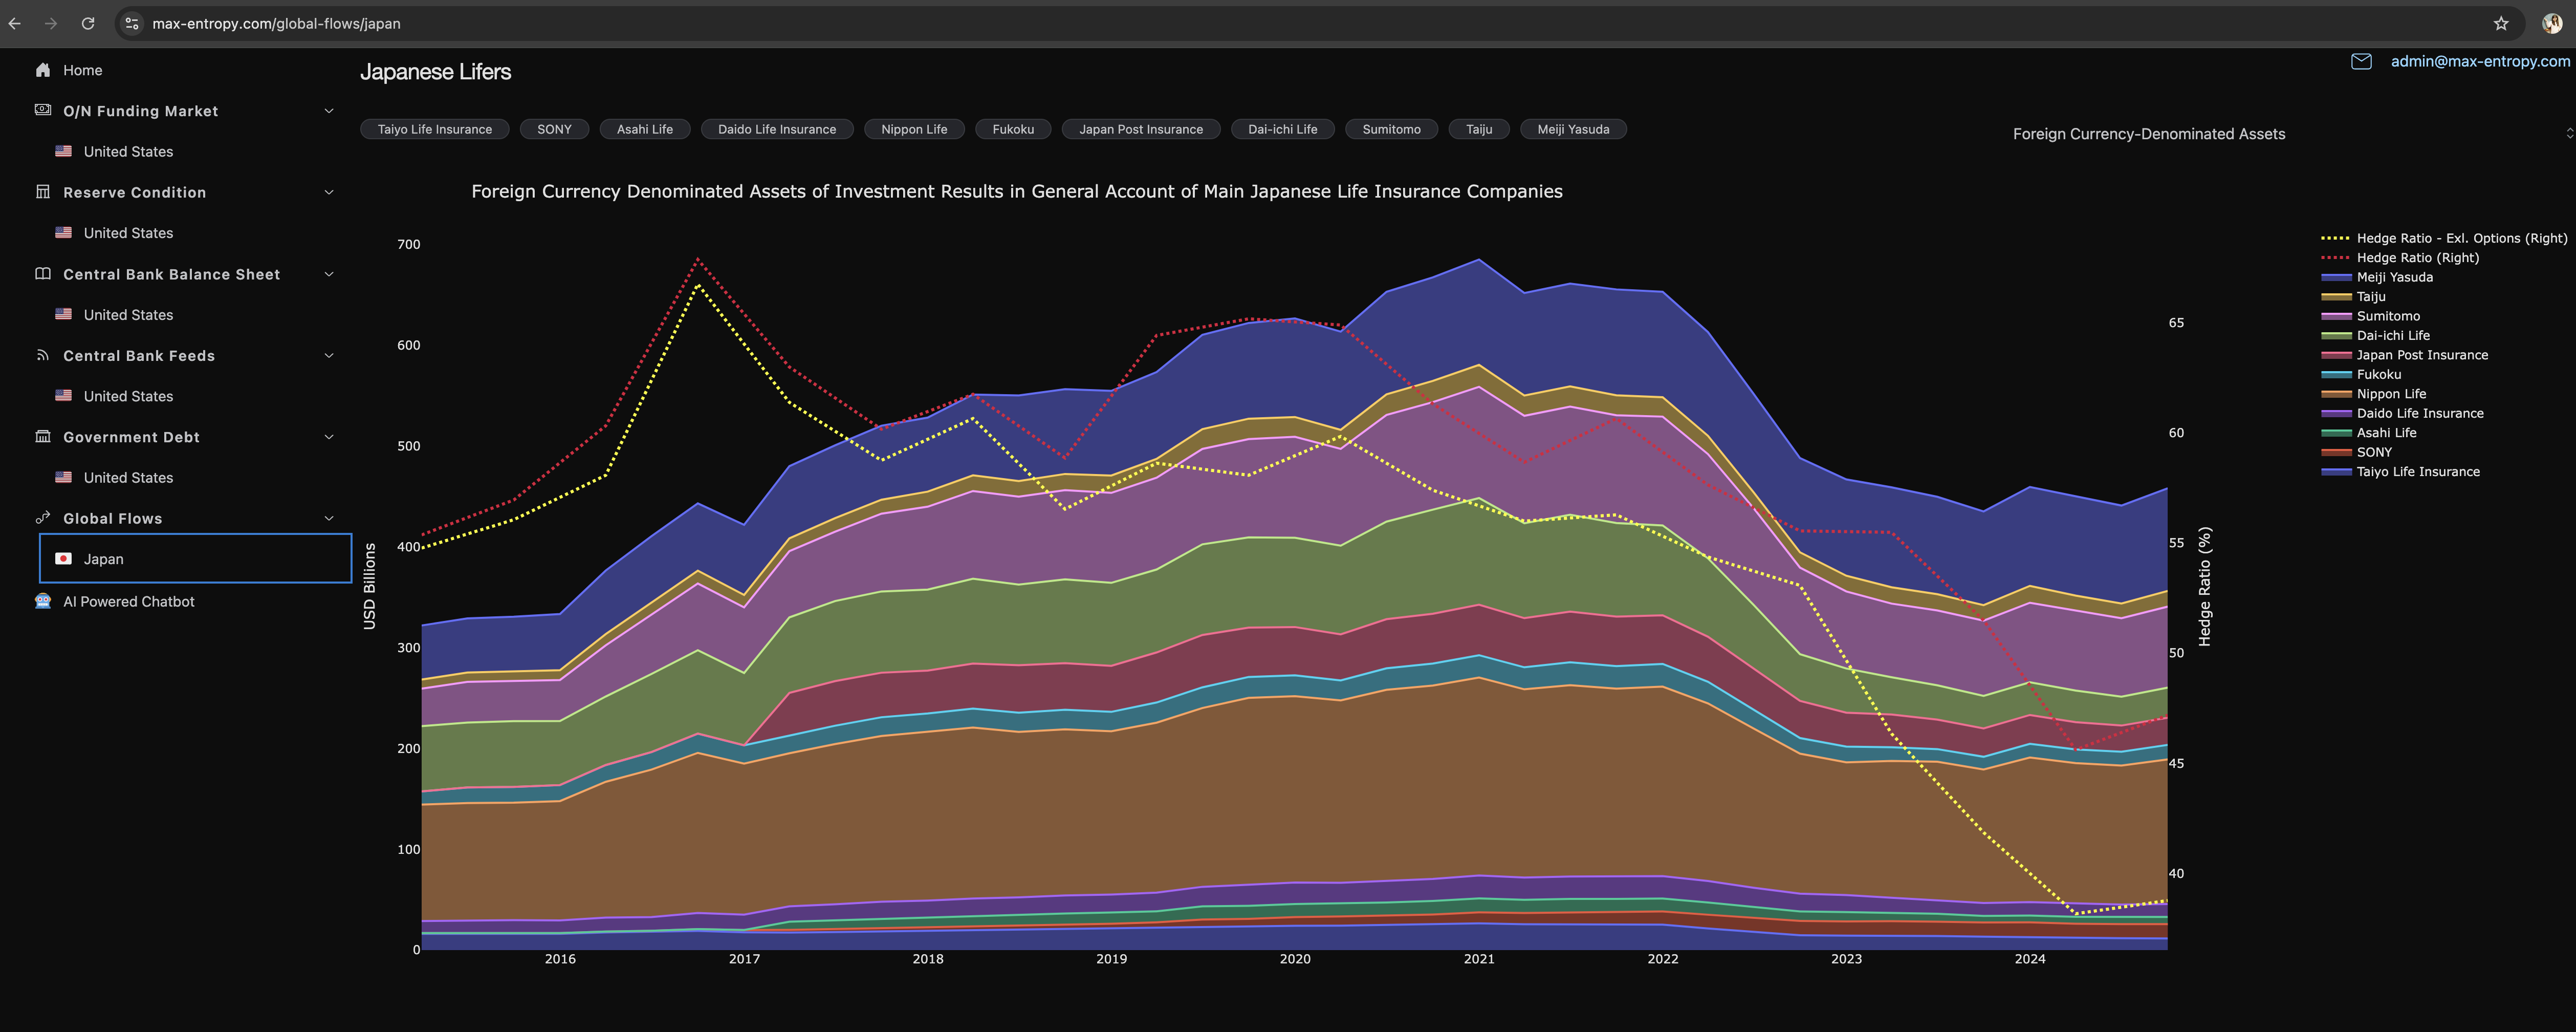 max-entropy.com/global-flows/japan
Home
O/N Funding Market
United States
Reserve Condition
United States
Central Bank Balance Sheet
United States
Central Bank Feeds
United States
Government Debt
United States
Global Flows
Japan
AI Powered Chatbot
Japanese Lifers
admin@max-entropy.com
Taiyo Life Insurance
SONY
Asahi Life
Daido Life Insurance
Nippon Life
Fukoku
Japan Post Insurance
Dai-ichi Life
Sumitomo
Taiju
Meiji Yasuda
Foreign Currency-Denominated Assets
Foreign Currency Denominated Assets of Investment Results in General Account of Main Japanese Life Insurance Companies
USD Billions
700
600
500
400
300
200
100
0
2016
2017
2018
2019
2020
2021
2022
2023
2024
65
60
55
50
45
40
Hedge Ratio (%)
Hedge Ratio - Exl. Options (Right)
Hedge Ratio (Right)
Meiji Yasuda
Taiju
Sumitomo
Dai-ichi Life
Japan Post Insurance
Fukoku
Nippon Life
Daido Life Insurance
Asahi Life
SONY
Taiyo Life Insurance